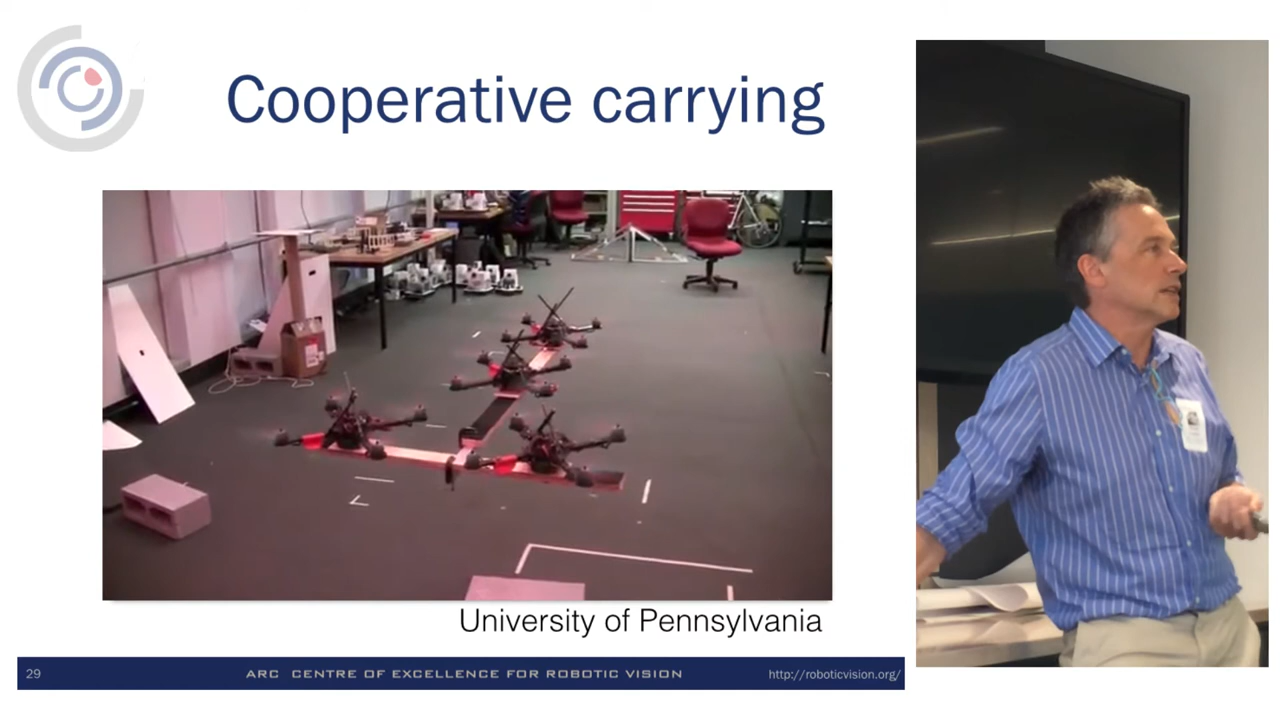 Cooperative carrying
University of Pennsylvania
29
ARC CENTRE OF EXCELLENCE FOR ROBOTIC VISION
http://roboticvision.org/